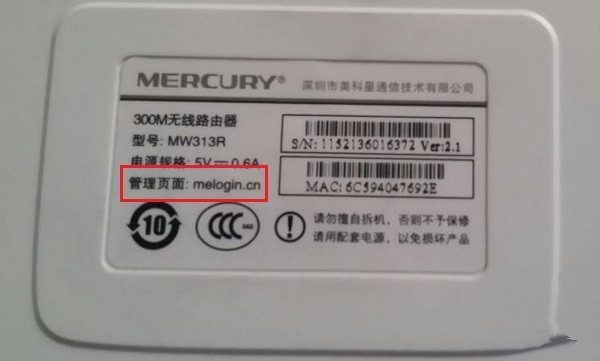 MERCURY® 深圳市美科星通信技术有限公司
300M无线路由器
型号: MW313R
电源规格: 5V⎓0.6A
管理页面: melogin.cn
S/N: 1152136016372 Ver:2.1
MAC: 6C594047692E
10
CCC
S&E
请勿擅自拆机，否则不予保修
请用配套电源，以免损坏产品